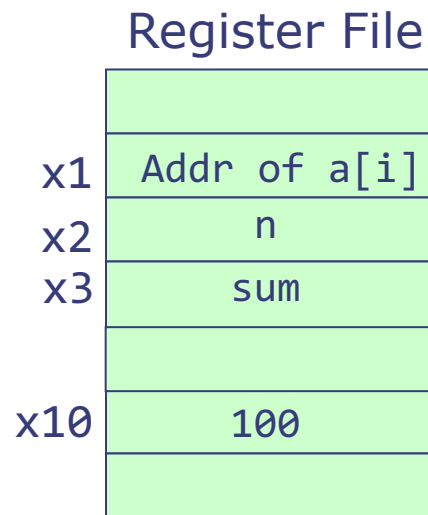 Register File
x1 Addr of a[i]
x2 n
x3 sum
x10 100